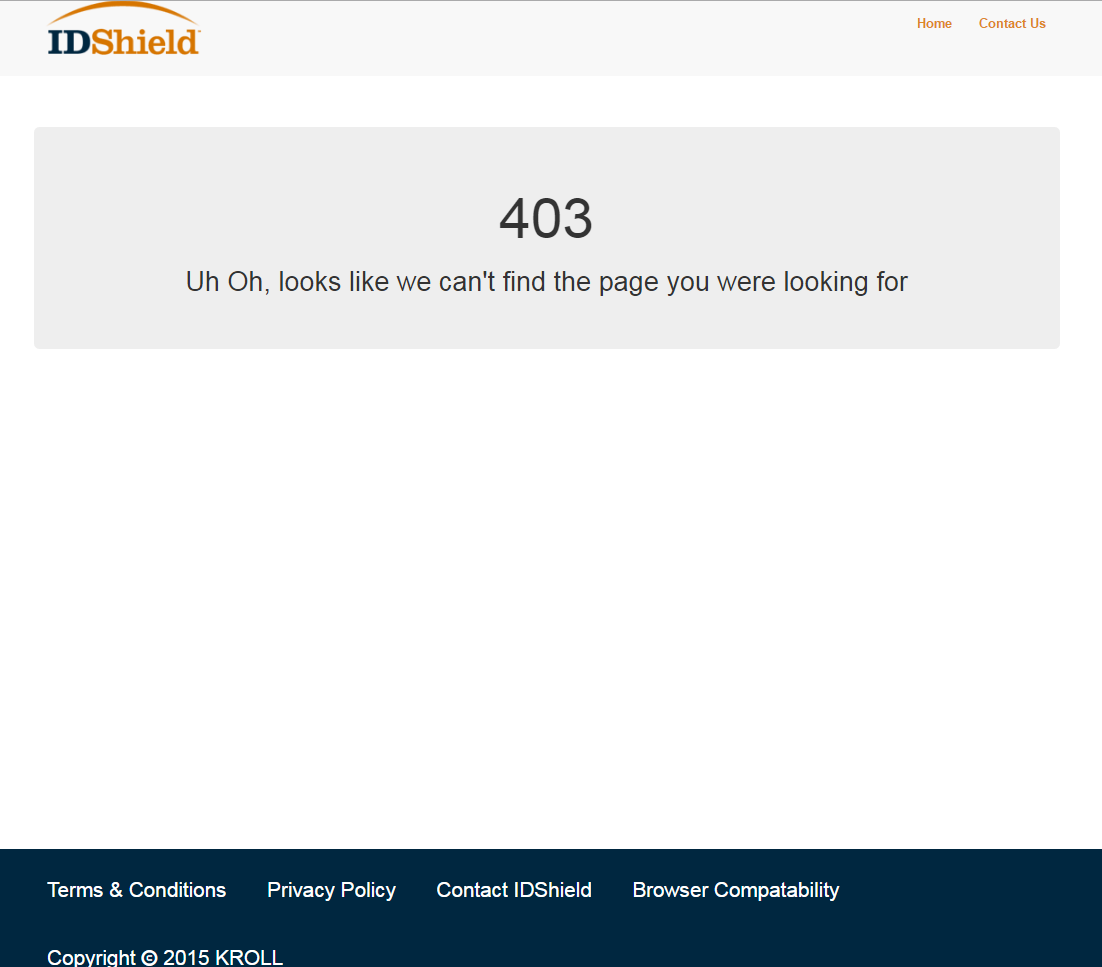 IDShield
Home Contact Us
403
Uh Oh, looks like we can't find the page you were looking for
Terms & Conditions Privacy Policy Contact IDShield Browser Compatability
Copyright © 2015 KROLL